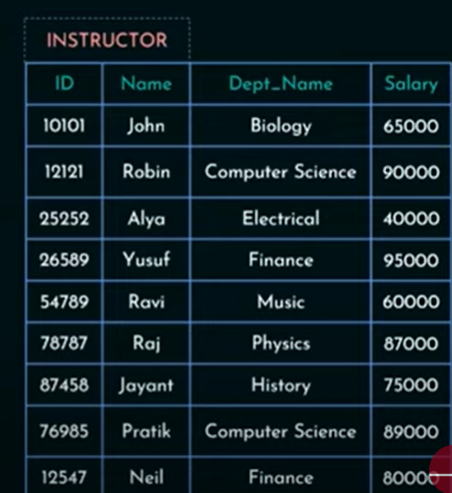 INSTRUCTOR
ID Name Dept_Name Salary
10101 John Biology 65000
12121 Robin Computer Science 90000
25252 Alya Electrical 40000
26589 Yusuf Finance 95000
54789 Ravi Music 60000
78787 Raj Physics 87000
87458 Jayant History 75000
76985 Pratik Computer Science 89000
12547 Neil Finance 80000